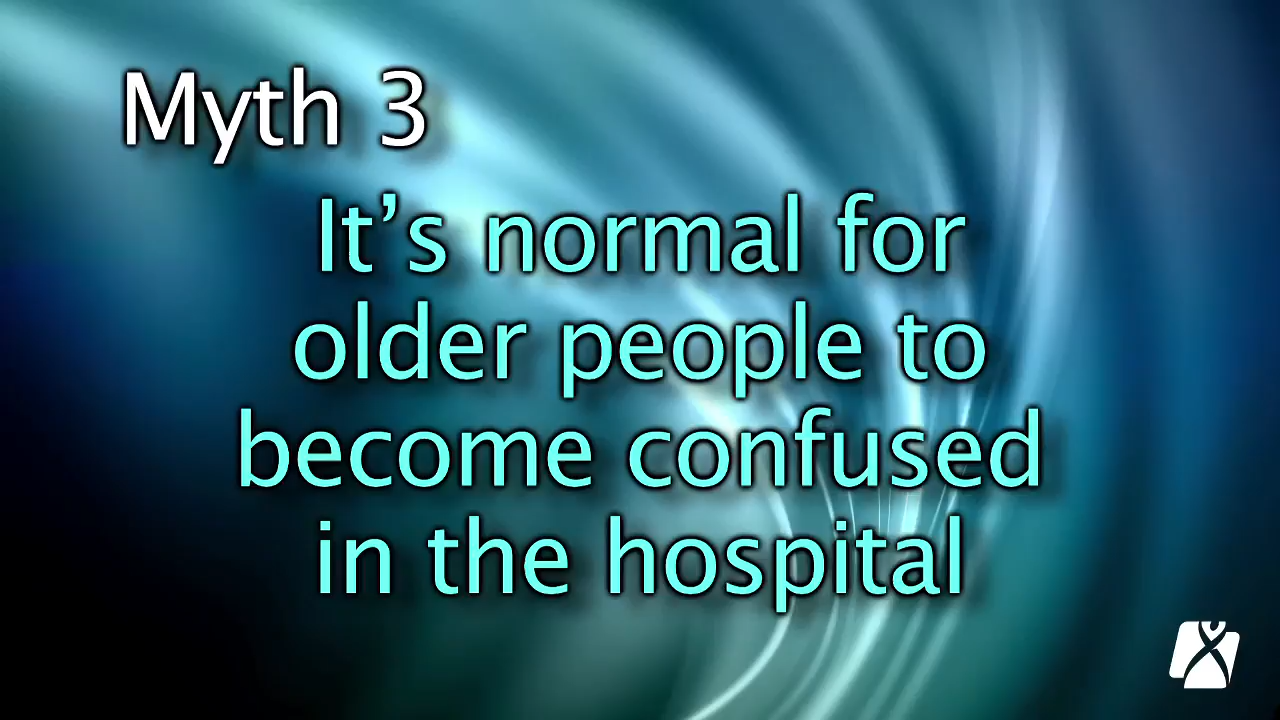 Myth 3
It’s normal for
older people to
become confused
in the hospital